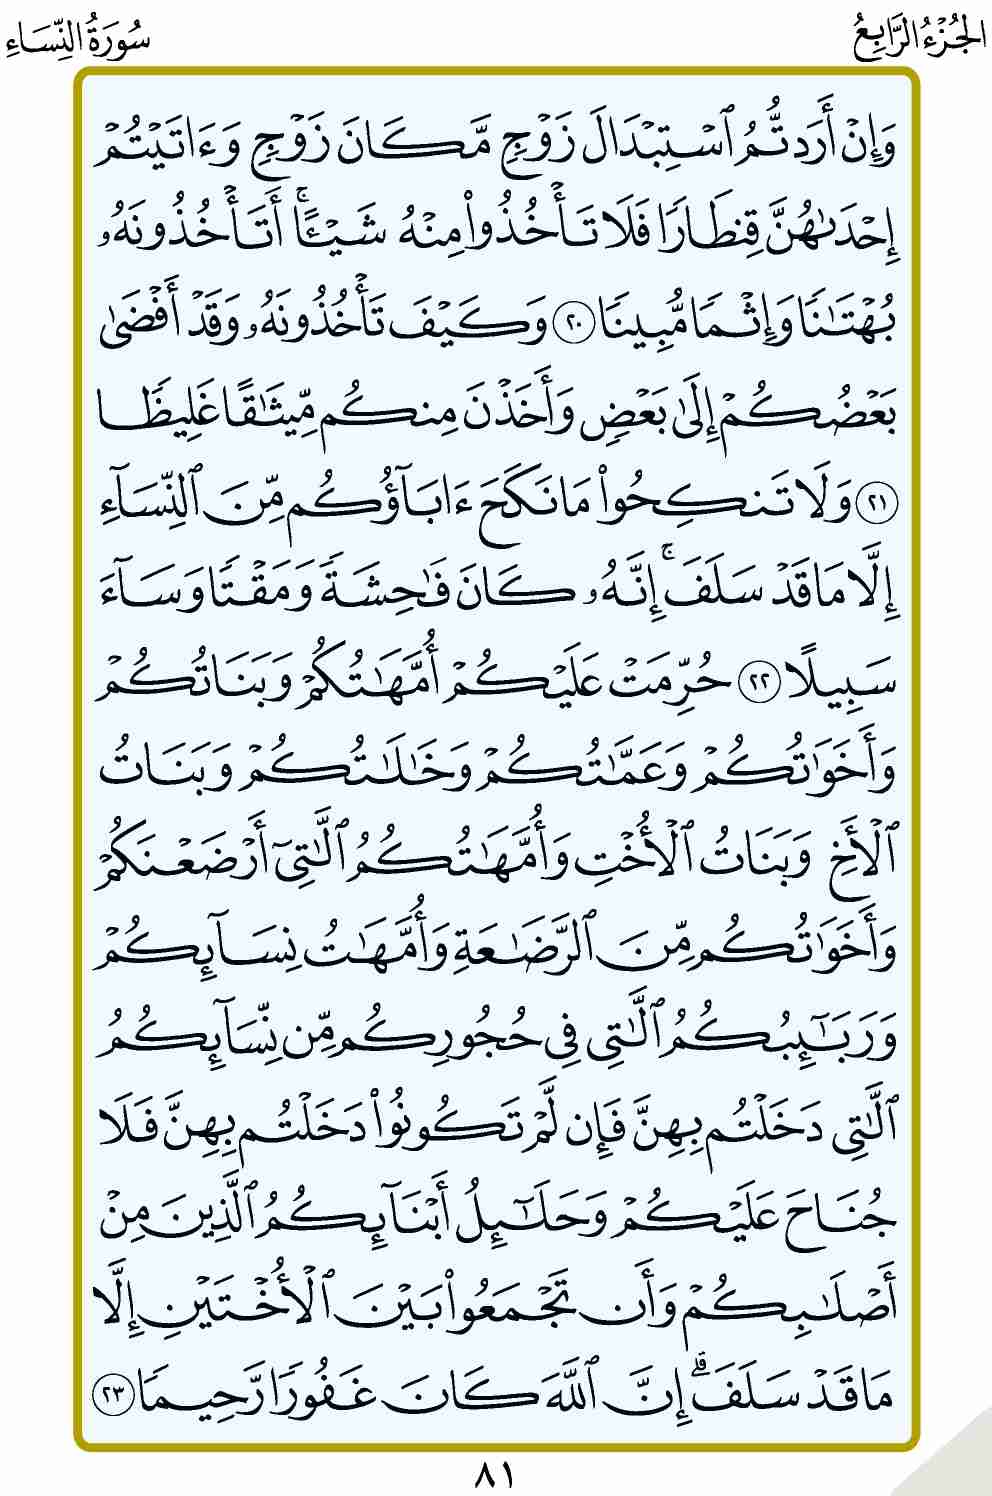 الجُزْءُ الرَّابِعُ
سُورَةُ النِّسَاءِ
وَإِنْ أَرَدتُّمُ ٱسْتِبْدَالَ زَوْجٍ مَّكَانَ زَوْجٍ وَءَاتَيْتُمْ
إِحْدَىٰهُنَّ قِنطَارًا فَلَا تَأْخُذُوا۟ مِنْهُ شَيْـًٔا ۚ أَتَأْخُذُونَهُۥ
بُهْتَـٰنًا وَإِثْمًا مُّبِينًا ٢٠ وَكَيْفَ تَأْخُذُونَهُۥ وَقَدْ أَفْضَىٰ
بَعْضُكُمْ إِلَىٰ بَعْضٍ وَأَخَذْنَ مِنكُم مِّيثَـٰقًا غَلِيظًا
٢١ وَلَا تَنكِحُوا۟ مَا نَكَحَ ءَابَآؤُكُم مِّنَ ٱلنِّسَآءِ
إِلَّا مَا قَدْ سَلَفَ ۚ إِنَّهُۥ كَانَ فَـٰحِشَةً وَمَقْتًا وَسَآءَ
سَبِيلًا ٢٢ حُرِّمَتْ عَلَيْكُمْ أُمَّهَـٰتُكُمْ وَبَنَاتُكُمْ
وَأَخَوَٰتُكُمْ وَعَمَّـٰتُكُمْ وَخَـٰلَـٰتُكُمْ وَبَنَاتُ
ٱلْأَخِ وَبَنَاتُ ٱلْأُخْتِ وَأُمَّهَـٰتُكُمُ ٱلَّـٰتِىٓ أَرْضَعْنَكُمْ
وَأَخَوَٰتُكُم مِّنَ ٱلرَّضَـٰعَةِ وَأُمَّهَـٰتُ نِسَآئِكُمْ
وَرَبَـٰٓئِبُكُمُ ٱلَّـٰتِى فِى حُجُورِكُم مِّن نِّسَآئِكُمُ
ٱلَّـٰتِى دَخَلْتُم بِهِنَّ فَإِن لَّمْ تَكُونُوا۟ دَخَلْتُم بِهِنَّ فَلَا
جُنَاحَ عَلَيْكُمْ وَحَلَـٰٓئِلُ أَبْنَآئِكُمُ ٱلَّذِينَ مِنْ
أَصْلَـٰبِكُمْ وَأَن تَجْمَعُوا۟ بَيْنَ ٱلْأُخْتَيْنِ إِلَّا
مَا قَدْ سَلَفَ ۗ إِنَّ ٱللَّهَ كَانَ غَفُورًا رَّحِيمًا ٢٣
٨١